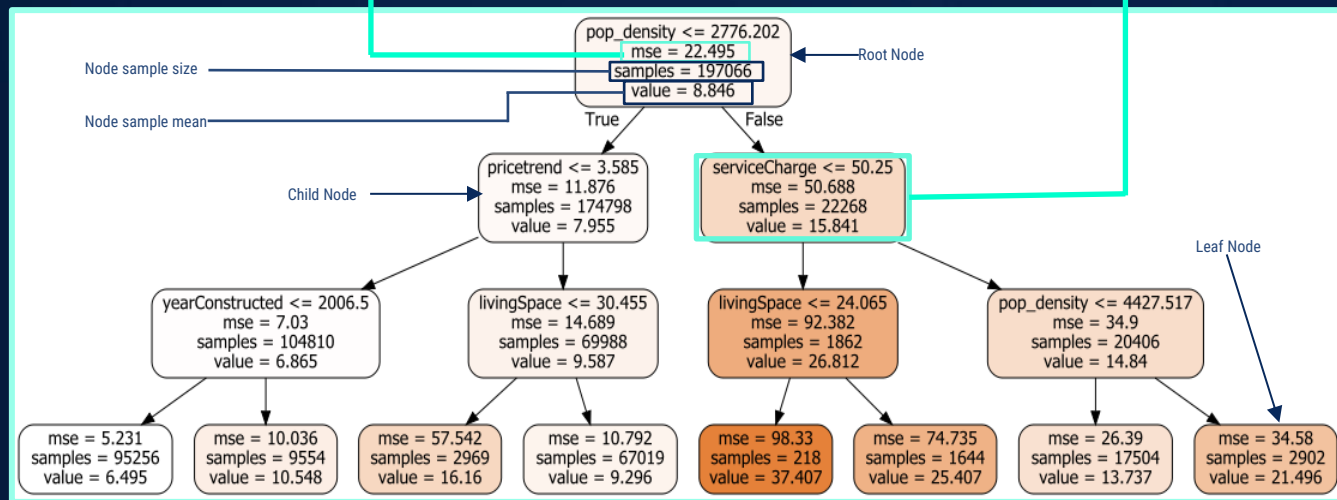 pop_density <= 2776.202
mse = 22.495
samples = 197066
value = 8.846
Root Node
Node sample size
Node sample mean
True
False
pricetrend <= 3.585
mse = 11.876
samples = 174798
value = 7.955
Child Node
serviceCharge <= 50.25
mse = 50.688
samples = 22268
value = 15.841
Leaf Node
yearConstructed <= 2006.5
mse = 7.03
samples = 104810
value = 6.865
livingSpace <= 30.455
mse = 14.689
samples = 69988
value = 9.587
livingSpace <= 24.065
mse = 92.382
samples = 1862
value = 26.812
pop_density <= 4427.517
mse = 34.9
samples = 20406
value = 14.84
mse = 5.231
samples = 95256
value = 6.495
mse = 10.036
samples = 9554
value = 10.548
mse = 57.542
samples = 2969
value = 16.16
mse = 10.792
samples = 67019
value = 9.296
mse = 98.33
samples = 218
value = 37.407
mse = 74.735
samples = 1644
value = 25.407
mse = 26.39
samples = 17504
value = 13.737
mse = 34.58
samples = 2902
value = 21.496